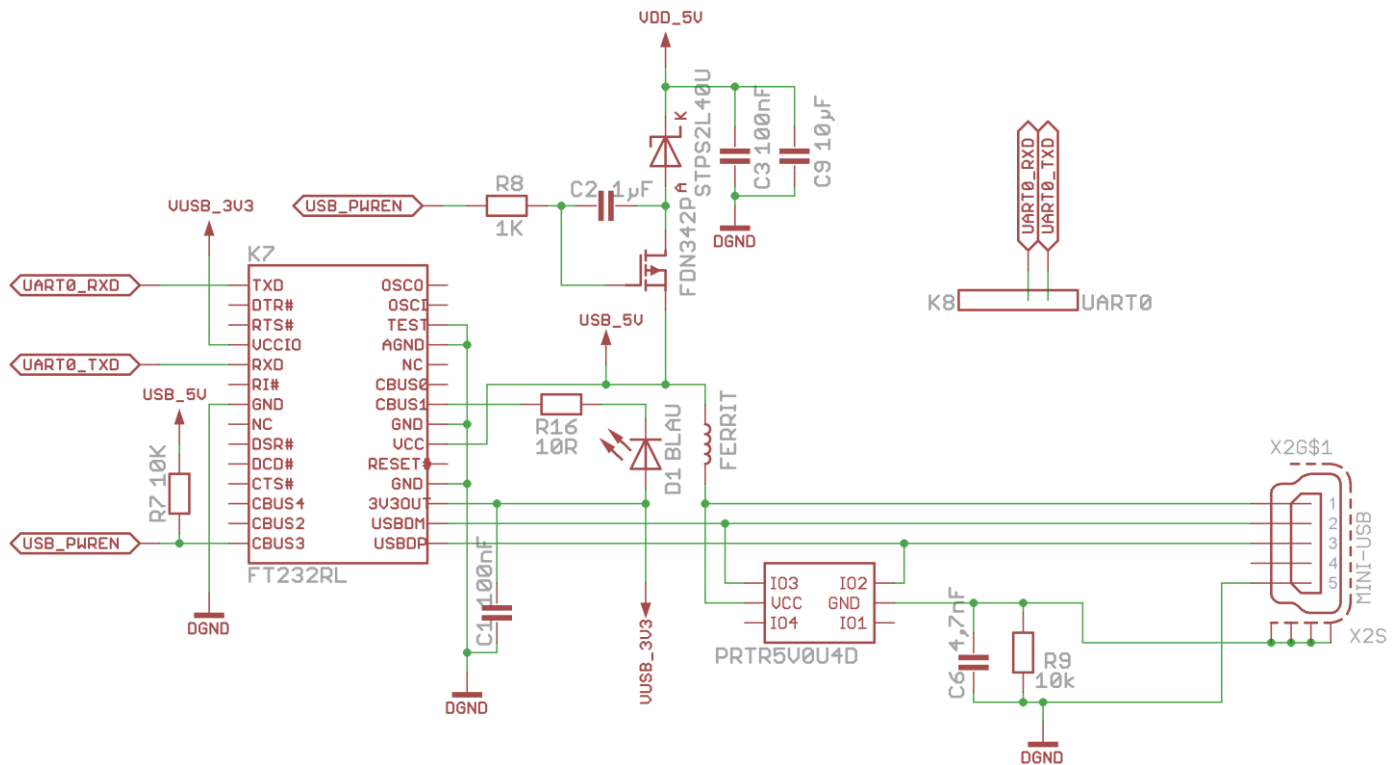 VDD_5V
STPS2L40U
K
A
C3 100nF
C9 10µF
DGND
USB_PWREN
R8
1K
C2 1µF
FDN342P
UART0_RXD
UART0_TXD
K8
UART0
VUSB_3V3
K7
UART0_RXD
UART0_TXD
USB_5V
R7 10K
USB_PWREN
DGND
TXD
DTR#
RTS#
VCCIO
RXD
RI#
GND
NC
DSR#
DCD#
CTS#
CBUS4
CBUS2
CBUS3
OSCO
OSCI
TEST
AGND
NC
CBUS0
CBUS1
GND
VCC
RESET#
GND
3V3OUT
USBDM
USBDP
FT232RL
USB_5V
R16
10R
D1 BLAU
FERRIT
C1 100nF
DGND
VUSB_3V3
IO3
VCC
IO4
IO2
GND
IO1
PRTR5V0U4D
C6 4,7nF
R9
10k
DGND
X2G$1
1
2
3
4
5
MINI-USB
X2S